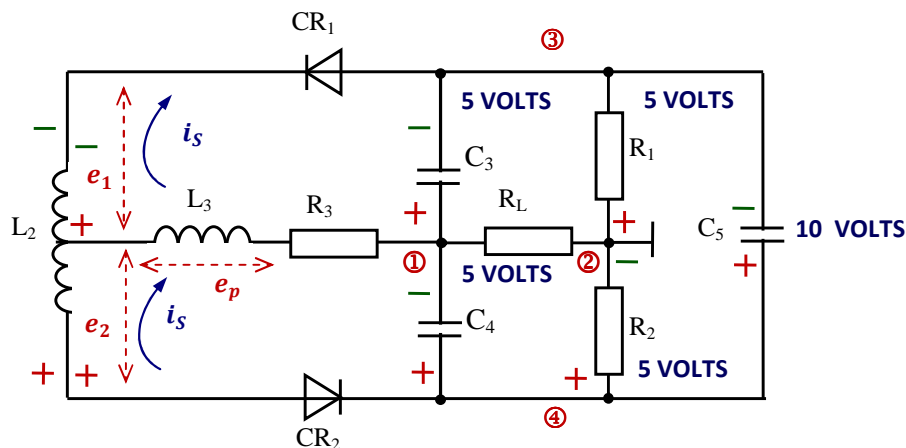 CR₁
③
5 VOLTS
5 VOLTS
−
−
−
i_S
e₁
L₃
C₃
R_L
R₁
L₂
+
R₃
+
+
−
C₅
10 VOLTS
①
5 VOLTS
②
−
+
e_p
−
e₂
i_S
C₄
R₂
5 VOLTS
+
+
+
+
④
CR₂